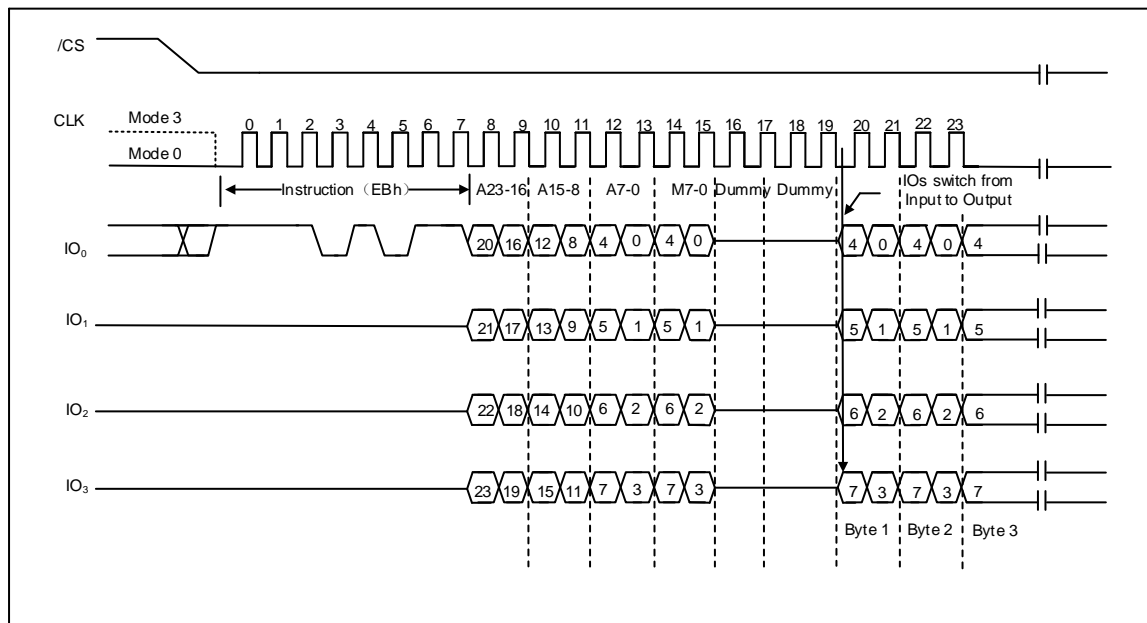 /CS
CLK Mode 3 0 1 2 3 4 5 6 7 8 9 10 11 12 13 14 15 16 17 18 19 20 21 22 23
Mode 0
Instruction（EBh） A23-16 A15-8 A7-0 M7-0 Dummy Dummy
IOs switch from
Input to Output
IO₀ 20 16 12 8 4 0 4 0 4 0 4 0 4
IO₁ 21 17 13 9 5 1 5 1 5 1 5 1 5
IO₂ 22 18 14 10 6 2 6 2 6 2 6 2 6
IO₃ 23 19 15 11 7 3 7 3 7 3 7 3 7
Byte 1 Byte 2 Byte 3